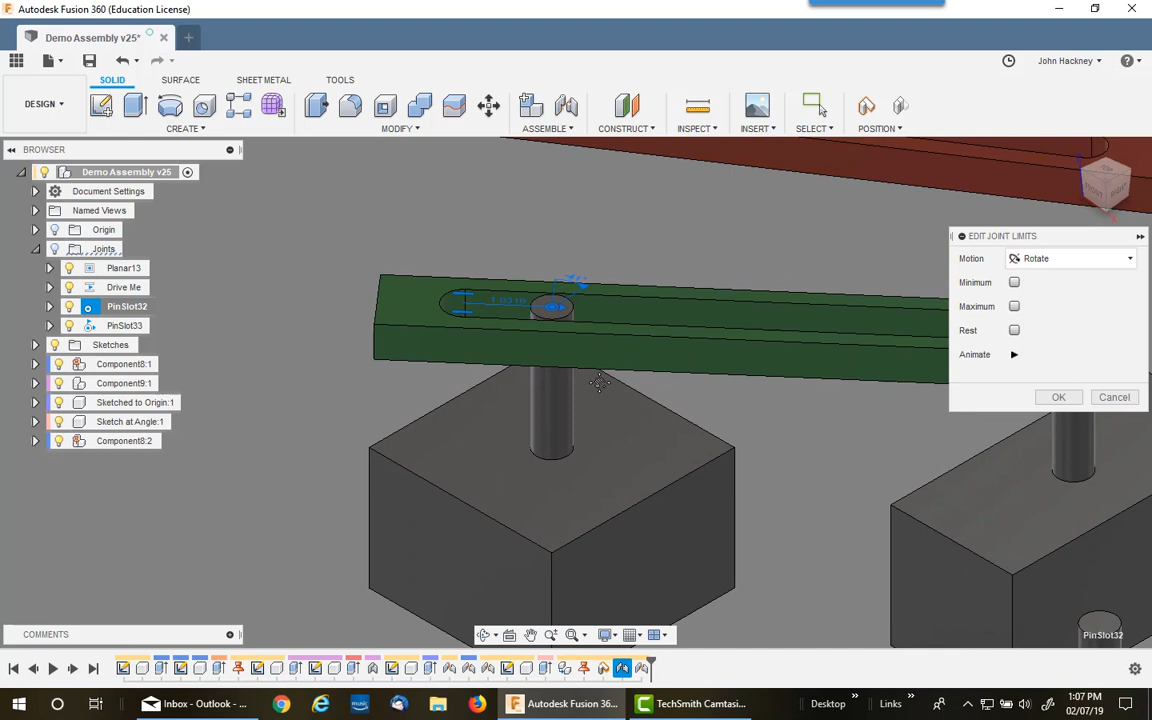 Autodesk Fusion 360 (Education License)
Demo Assembly v25*
John Hackney
DESIGN
SOLID
SURFACE
SHEET METAL
TOOLS
CREATE
MODIFY
ASSEMBLE
CONSTRUCT
INSPECT
INSERT
SELECT
POSITION
BROWSER
Demo Assembly v25
Document Settings
Named Views
Origin
Joints
Planar13
Drive Me
PinSlot32
PinSlot33
Sketches
Component8:1
Component9:1
Sketched to Origin:1
Sketch at Angle:1
Component8:2
TOP
FRONT
RIGHT
Z
X
EDIT JOINT LIMITS
Motion Rotate
Minimum
Maximum
Rest
Animate
OK Cancel
PinSlot32
COMMENTS
Inbox - Outlook - ...
Autodesk Fusion 36...
TechSmith Camtasi...
Desktop
Links
1:07 PM
02/07/19